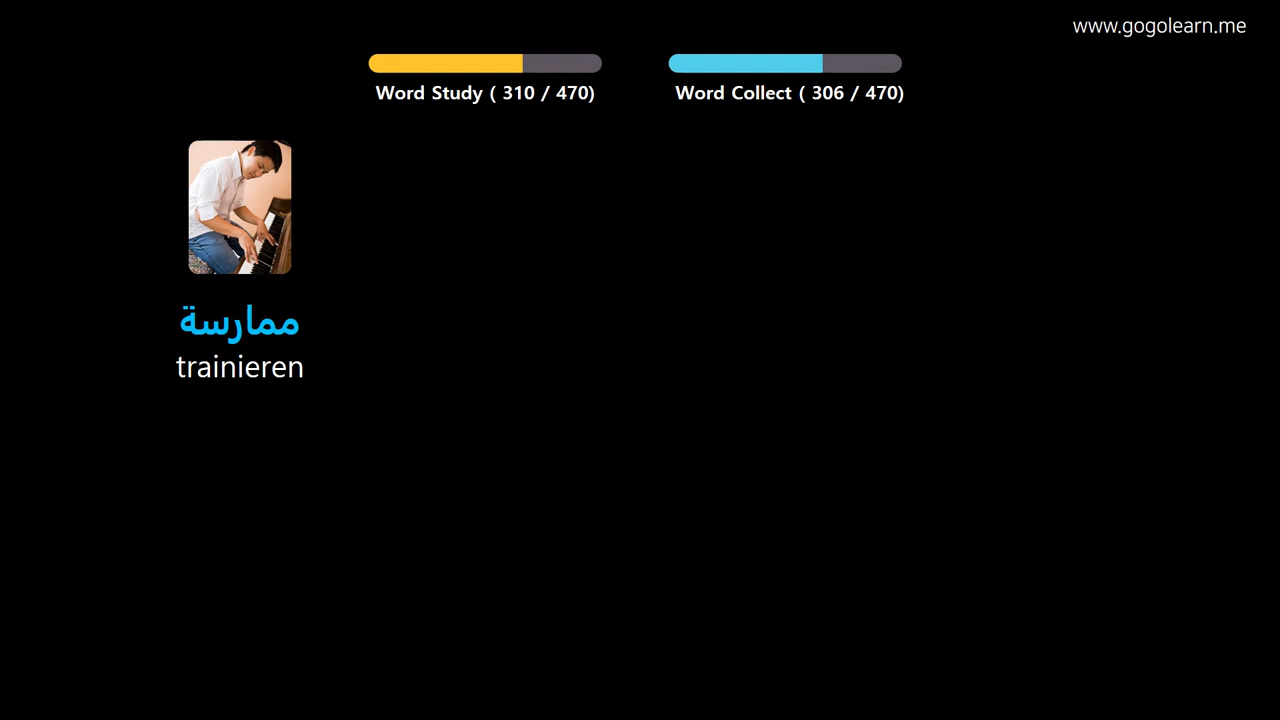 www.gogolearn.me
Word Study ( 310 / 470)
Word Collect ( 306 / 470)
ممارسة
trainieren